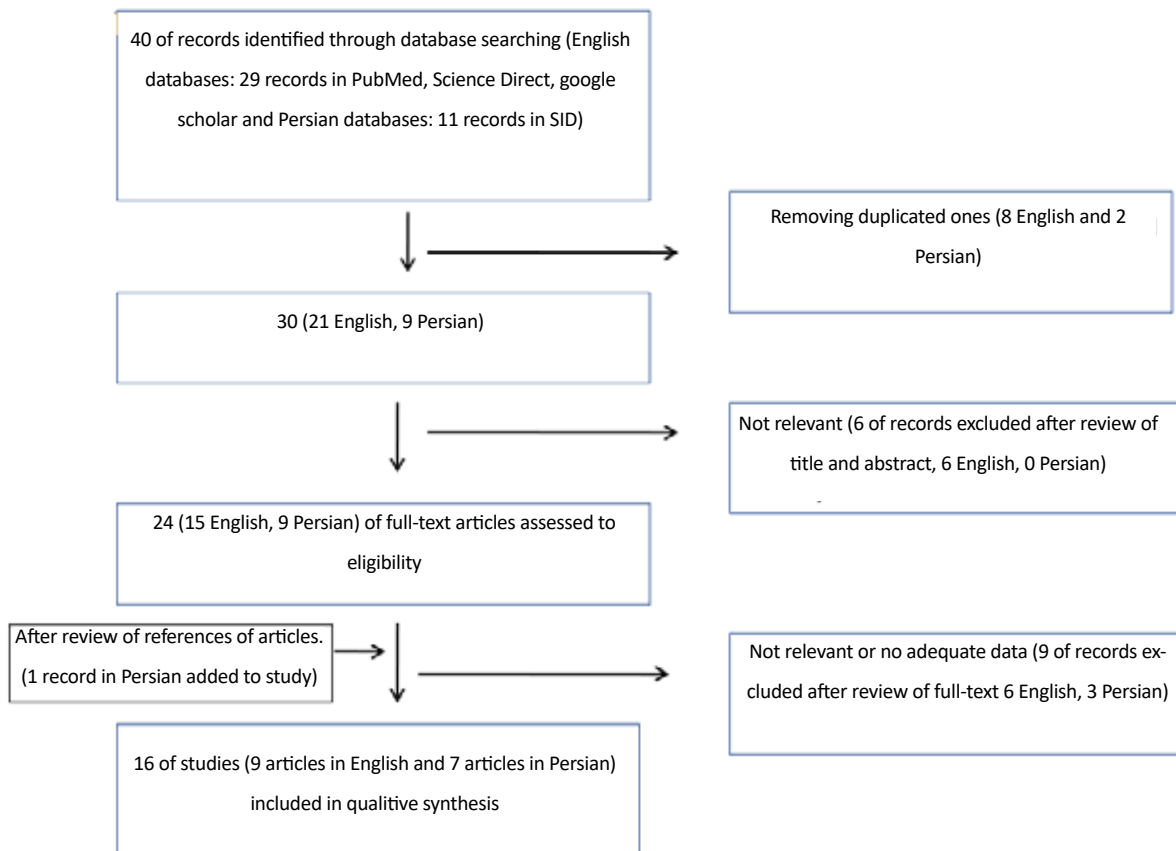 40 of records identified through database searching (English
databases: 29 records in PubMed, Science Direct, google
scholar and Persian databases: 11 records in SID)
Removing duplicated ones (8 English and 2
Persian)
30 (21 English, 9 Persian)
Not relevant (6 of records excluded after review of
title and abstract, 6 English, 0 Persian)
24 (15 English, 9 Persian) of full-text articles assessed to
eligibility
After review of references of articles.
(1 record in Persian added to study)
Not relevant or no adequate data (9 of records ex-
cluded after review of full-text 6 English, 3 Persian)
16 of studies (9 articles in English and 7 articles in Persian)
included in qualitive synthesis